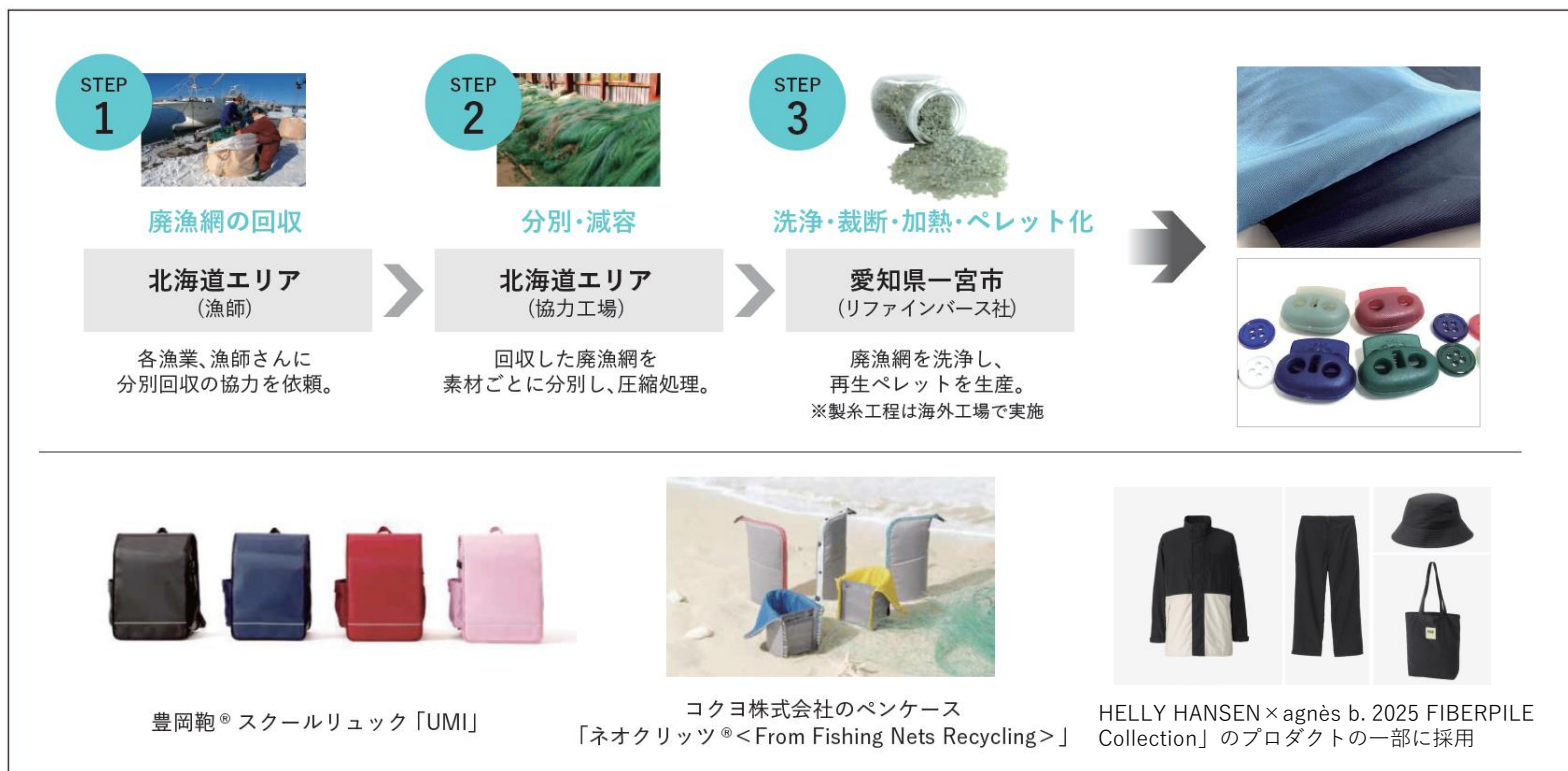 STEP
1
STEP
2
STEP
3
廃漁網の回収
分別・減容
洗浄・裁断・加熱・ペレット化
北海道エリア
(漁師)
北海道エリア
(協力工場)
愛知県一宮市
(リファインバース社)
各漁業、漁師さんに
分別回収の協力を依頼。
回収した廃漁網を
素材ごとに分別し、圧縮処理。
廃漁網を洗浄し、
再生ペレットを生産。
※製糸工程は海外工場で実施
豊岡鞄® スクールリュック「UMI」
コクヨ株式会社のペンケース
「ネオクリッツ®<From Fishing Nets Recycling>」
HELLY HANSEN×agnès b. 2025 FIBERPILE
Collection」のプロダクトの一部に採用